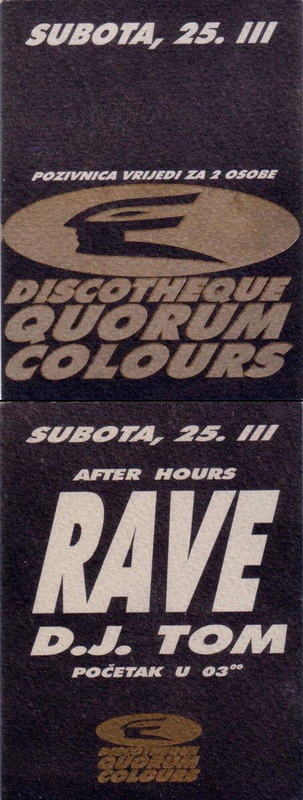 SUBOTA, 25. III
POZIVNICA VRIJEDI ZA 2 OSOBE
DISCOTHEQUE
QUORUM
COLOURS
SUBOTA, 25. III
AFTER HOURS
RAVE
D.J. TOM
POČETAK U 03⁰⁰
DISCOTHEQUE
QUORUM
COLOURS